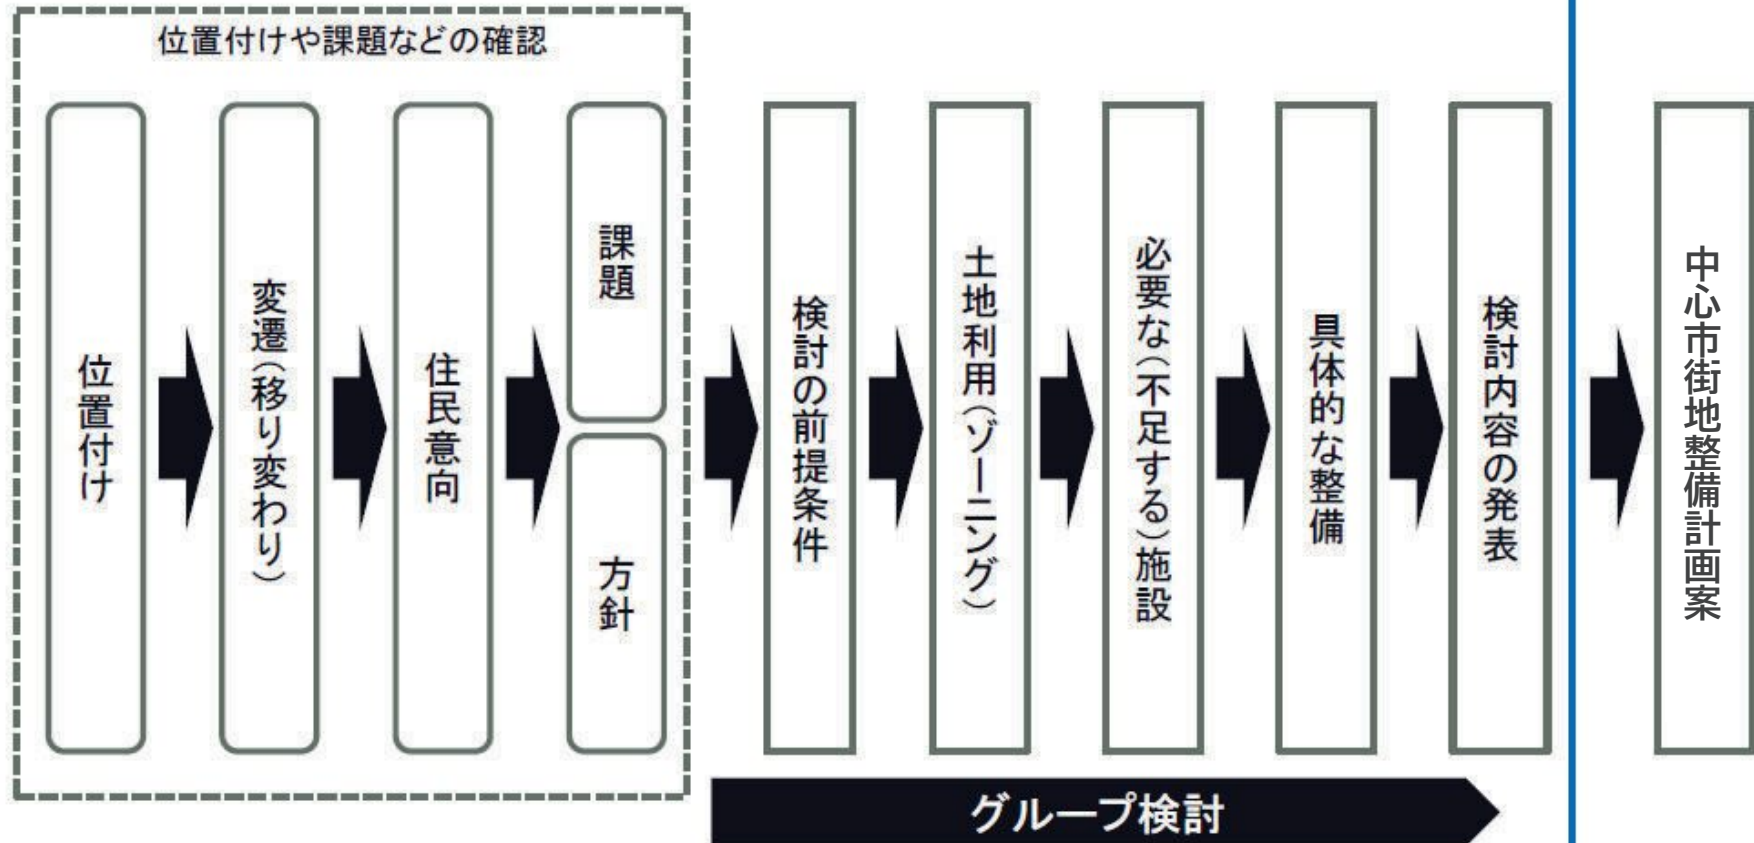 位置付けや課題などの確認
位置付け
変遷(移り変わり)
住民意向
課題
方針
検討の前提条件
土地利用(ゾーニング)
必要な(不足する)施設
具体的な整備
検討内容の発表
中心市街地整備計画案
グループ検討